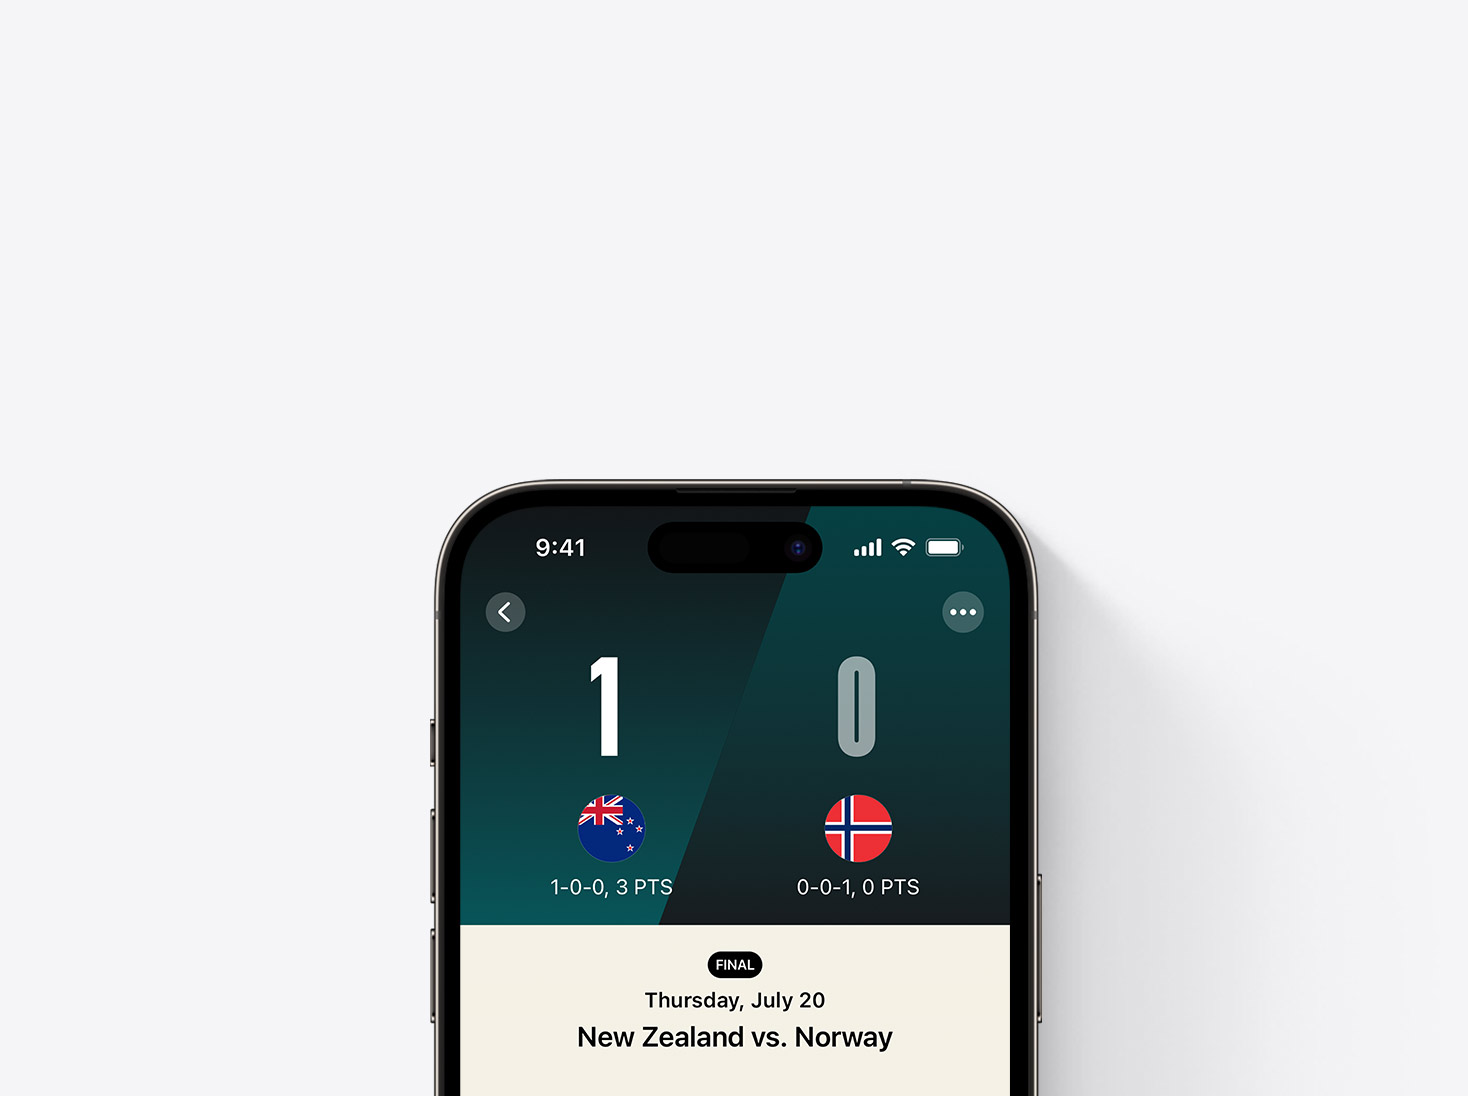 9:41
1 0
1-0-0, 3 PTS 0-0-1, 0 PTS
FINAL
Thursday, July 20
New Zealand vs. Norway